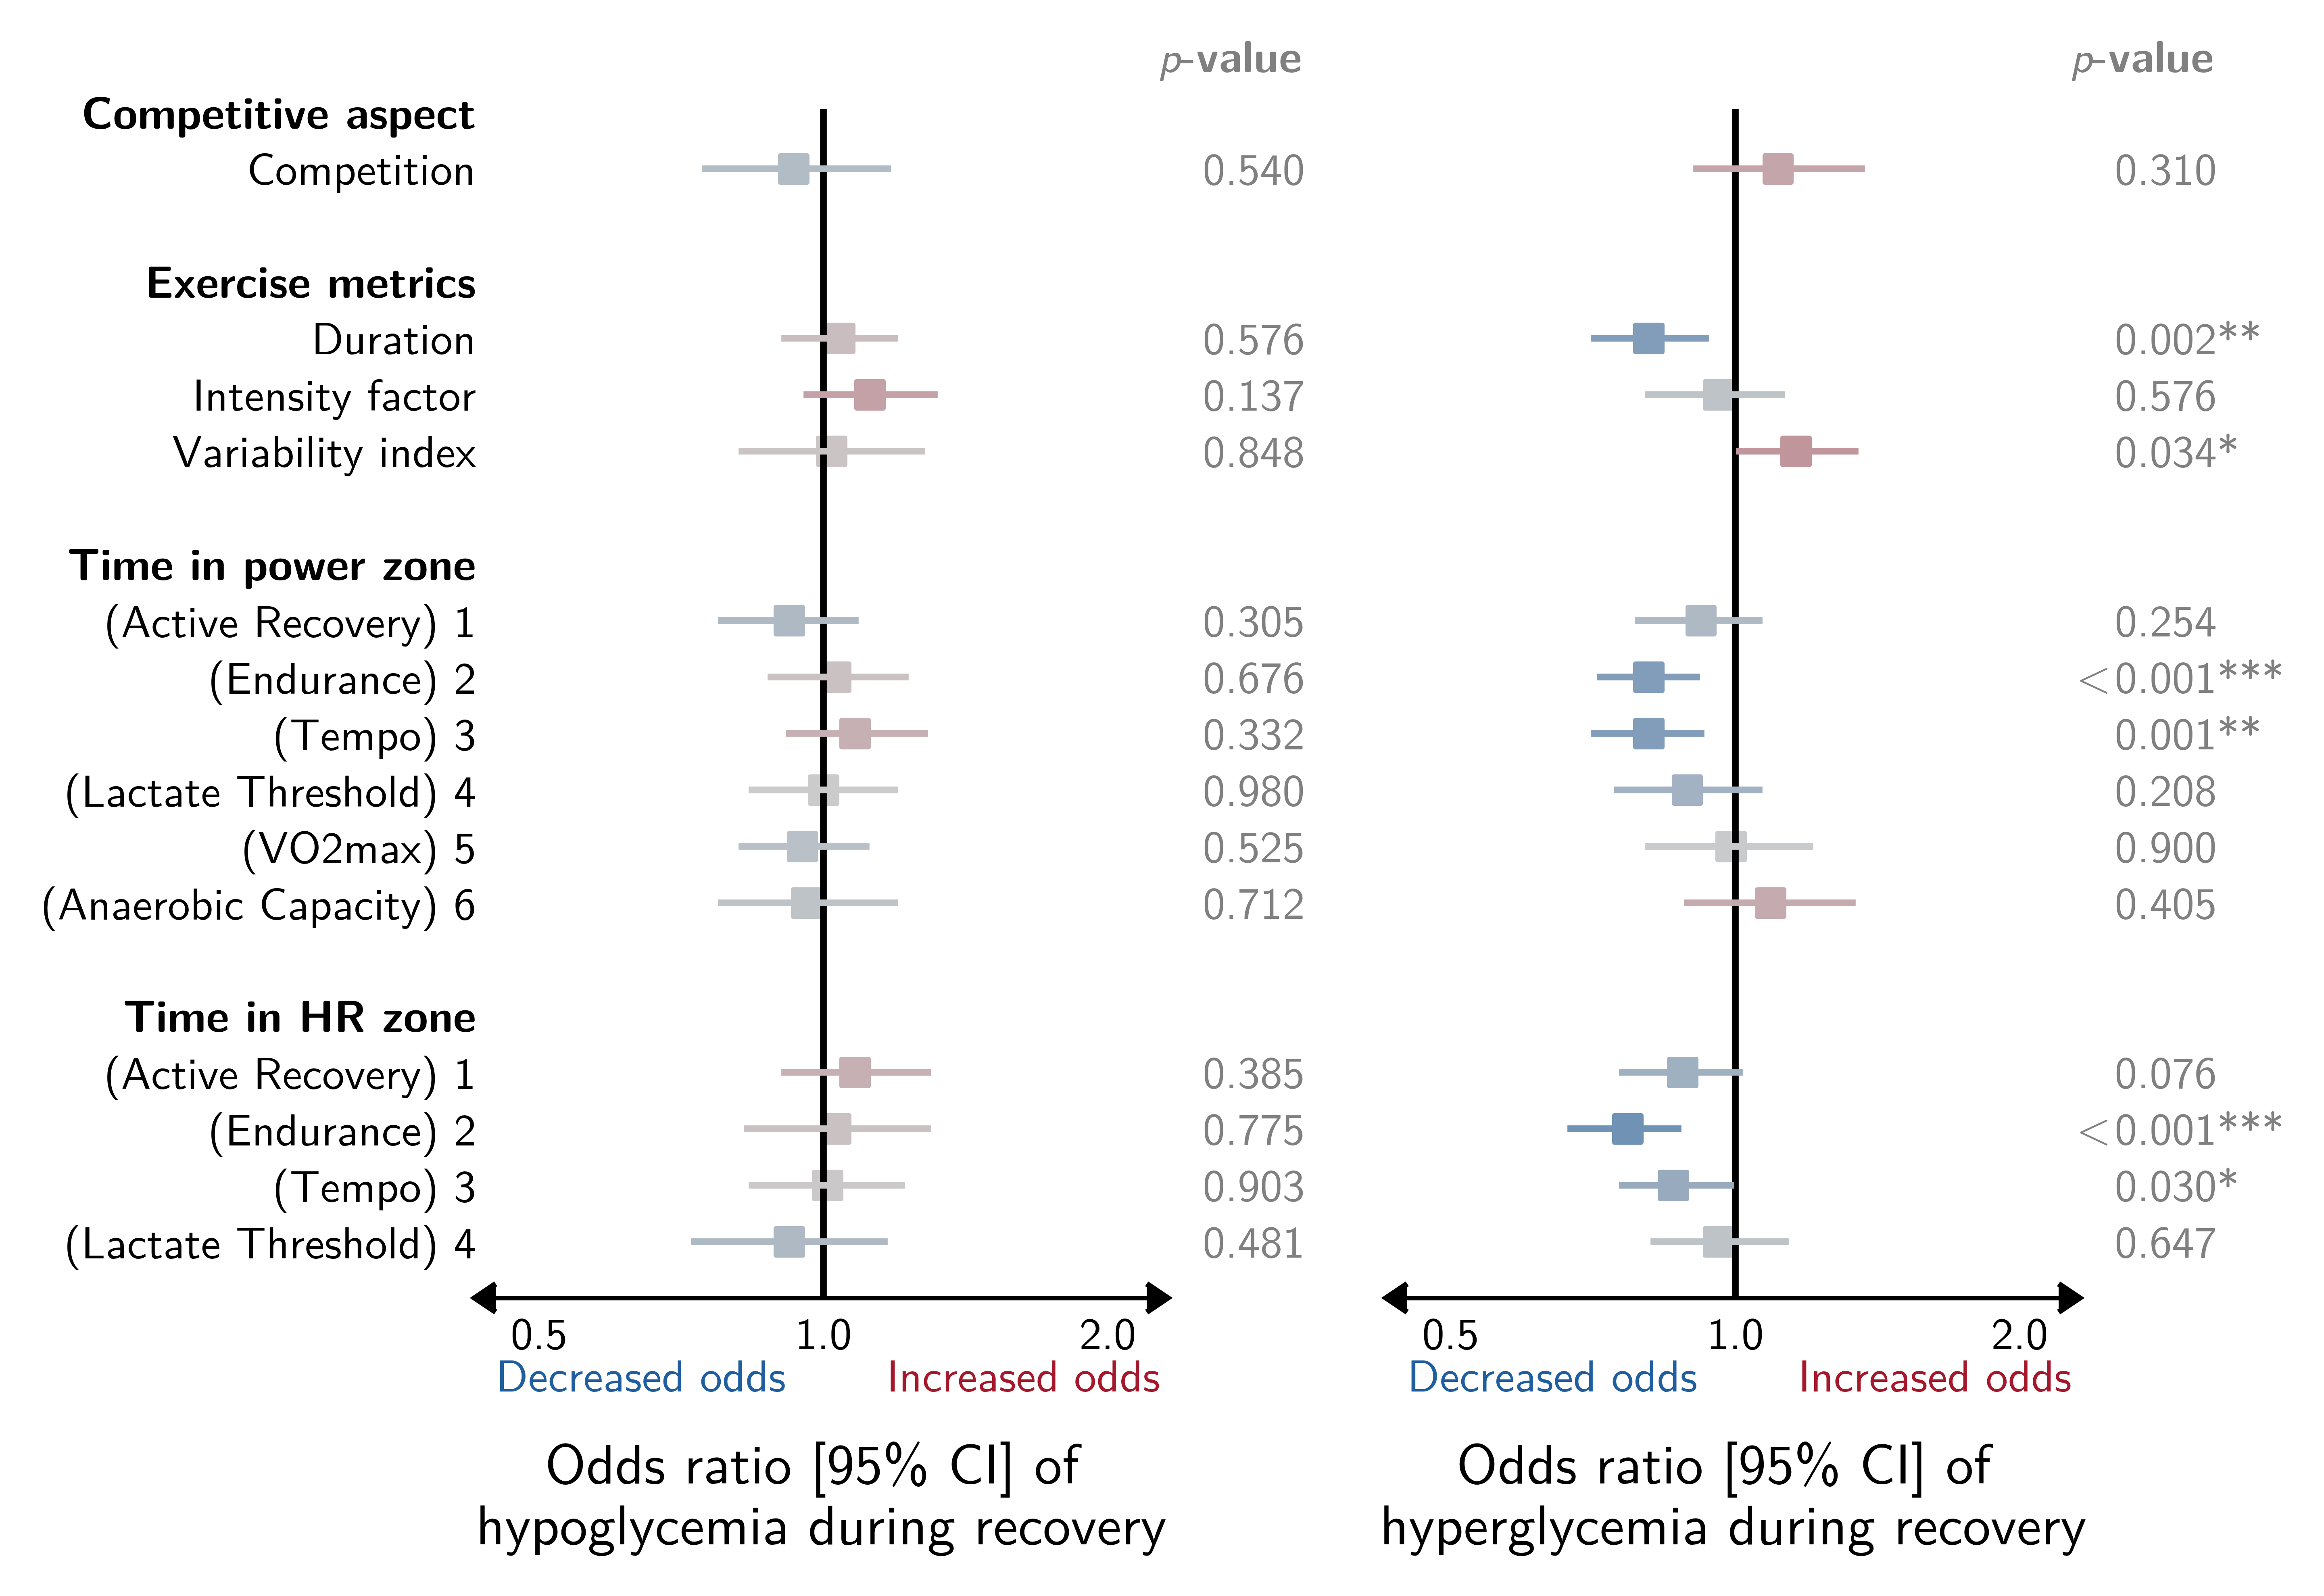 p-value p-value
Competitive aspect
Competition 0.540 0.310
Exercise metrics
Duration 0.576 0.002**
Intensity factor 0.137 0.576
Variability index 0.848 0.034*
Time in power zone
(Active Recovery) 1 0.305 0.254
(Endurance) 2 0.676 <0.001***
(Tempo) 3 0.332 0.001**
(Lactate Threshold) 4 0.980 0.208
(VO2max) 5 0.525 0.900
(Anaerobic Capacity) 6 0.712 0.405
Time in HR zone
(Active Recovery) 1 0.385 0.076
(Endurance) 2 0.775 <0.001***
(Tempo) 3 0.903 0.030*
(Lactate Threshold) 4 0.481 0.647
0.5 1.0 2.0 0.5 1.0 2.0
Decreased odds Increased odds Decreased odds Increased odds
Odds ratio [95% CI] of
hypoglycemia during recovery
Odds ratio [95% CI] of
hyperglycemia during recovery